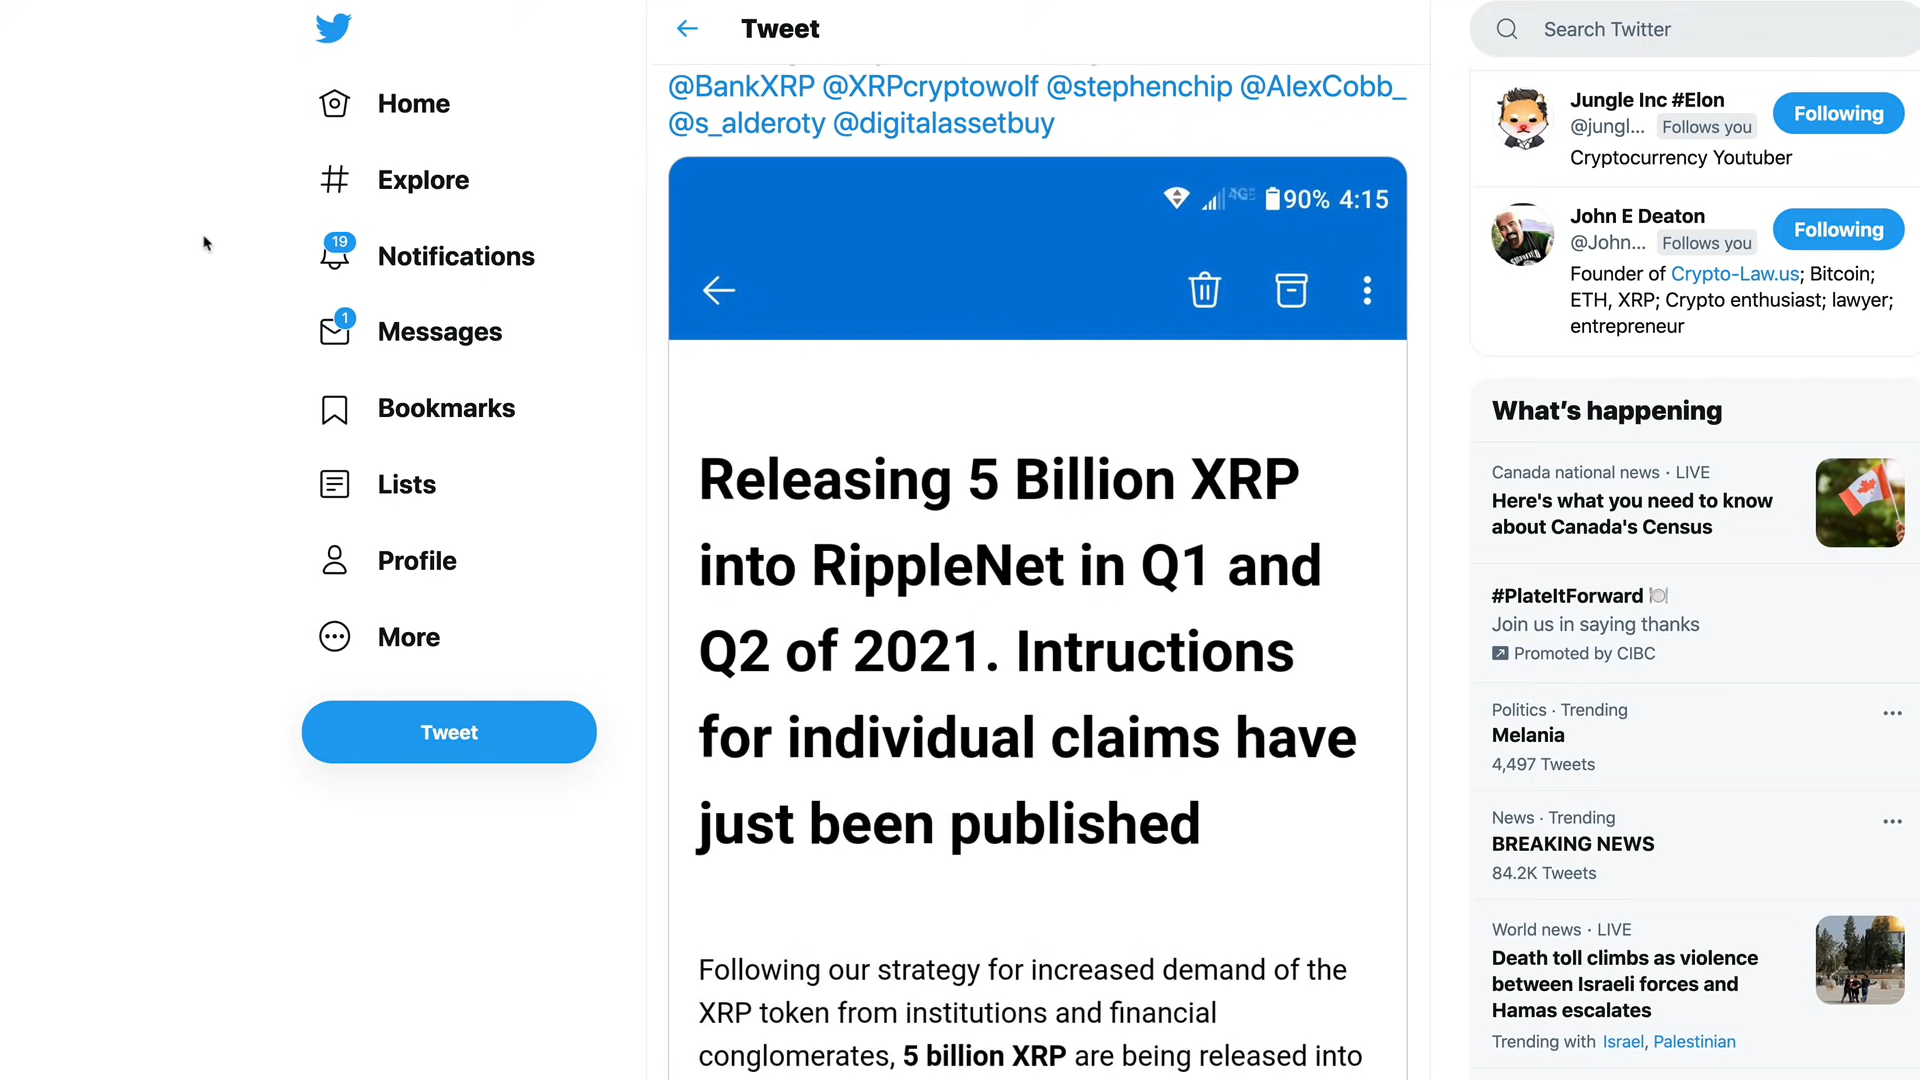 Home
Explore
19
Notifications
1
Messages
Bookmarks
Lists
Profile
More
Tweet
Tweet
@BankXRP @XRPcryptowolf @stephenchip @AlexCobb_
@s_alderoty @digitalassetbuy
90% 4:15
Releasing 5 Billion XRP
into RippleNet in Q1 and
Q2 of 2021. Intructions
for individual claims have
just been published
Following our strategy for increased demand of the
XRP token from institutions and financial
conglomerates, 5 billion XRP are being released into
Search Twitter
Jungle Inc #Elon
@jungl... Follows you
Following
Cryptocurrency Youtuber
John E Deaton
@John... Follows you
Following
Founder of Crypto-Law.us; Bitcoin;
ETH, XRP; Crypto enthusiast; lawyer;
entrepreneur
What's happening
Canada national news · LIVE
Here's what you need to know
about Canada's Census
#PlateItForward
Join us in saying thanks
Promoted by CIBC
Politics · Trending
Melania
4,497 Tweets
News · Trending
BREAKING NEWS
84.2K Tweets
World news · LIVE
Death toll climbs as violence
between Israeli forces and
Hamas escalates
Trending with Israel, Palestinian